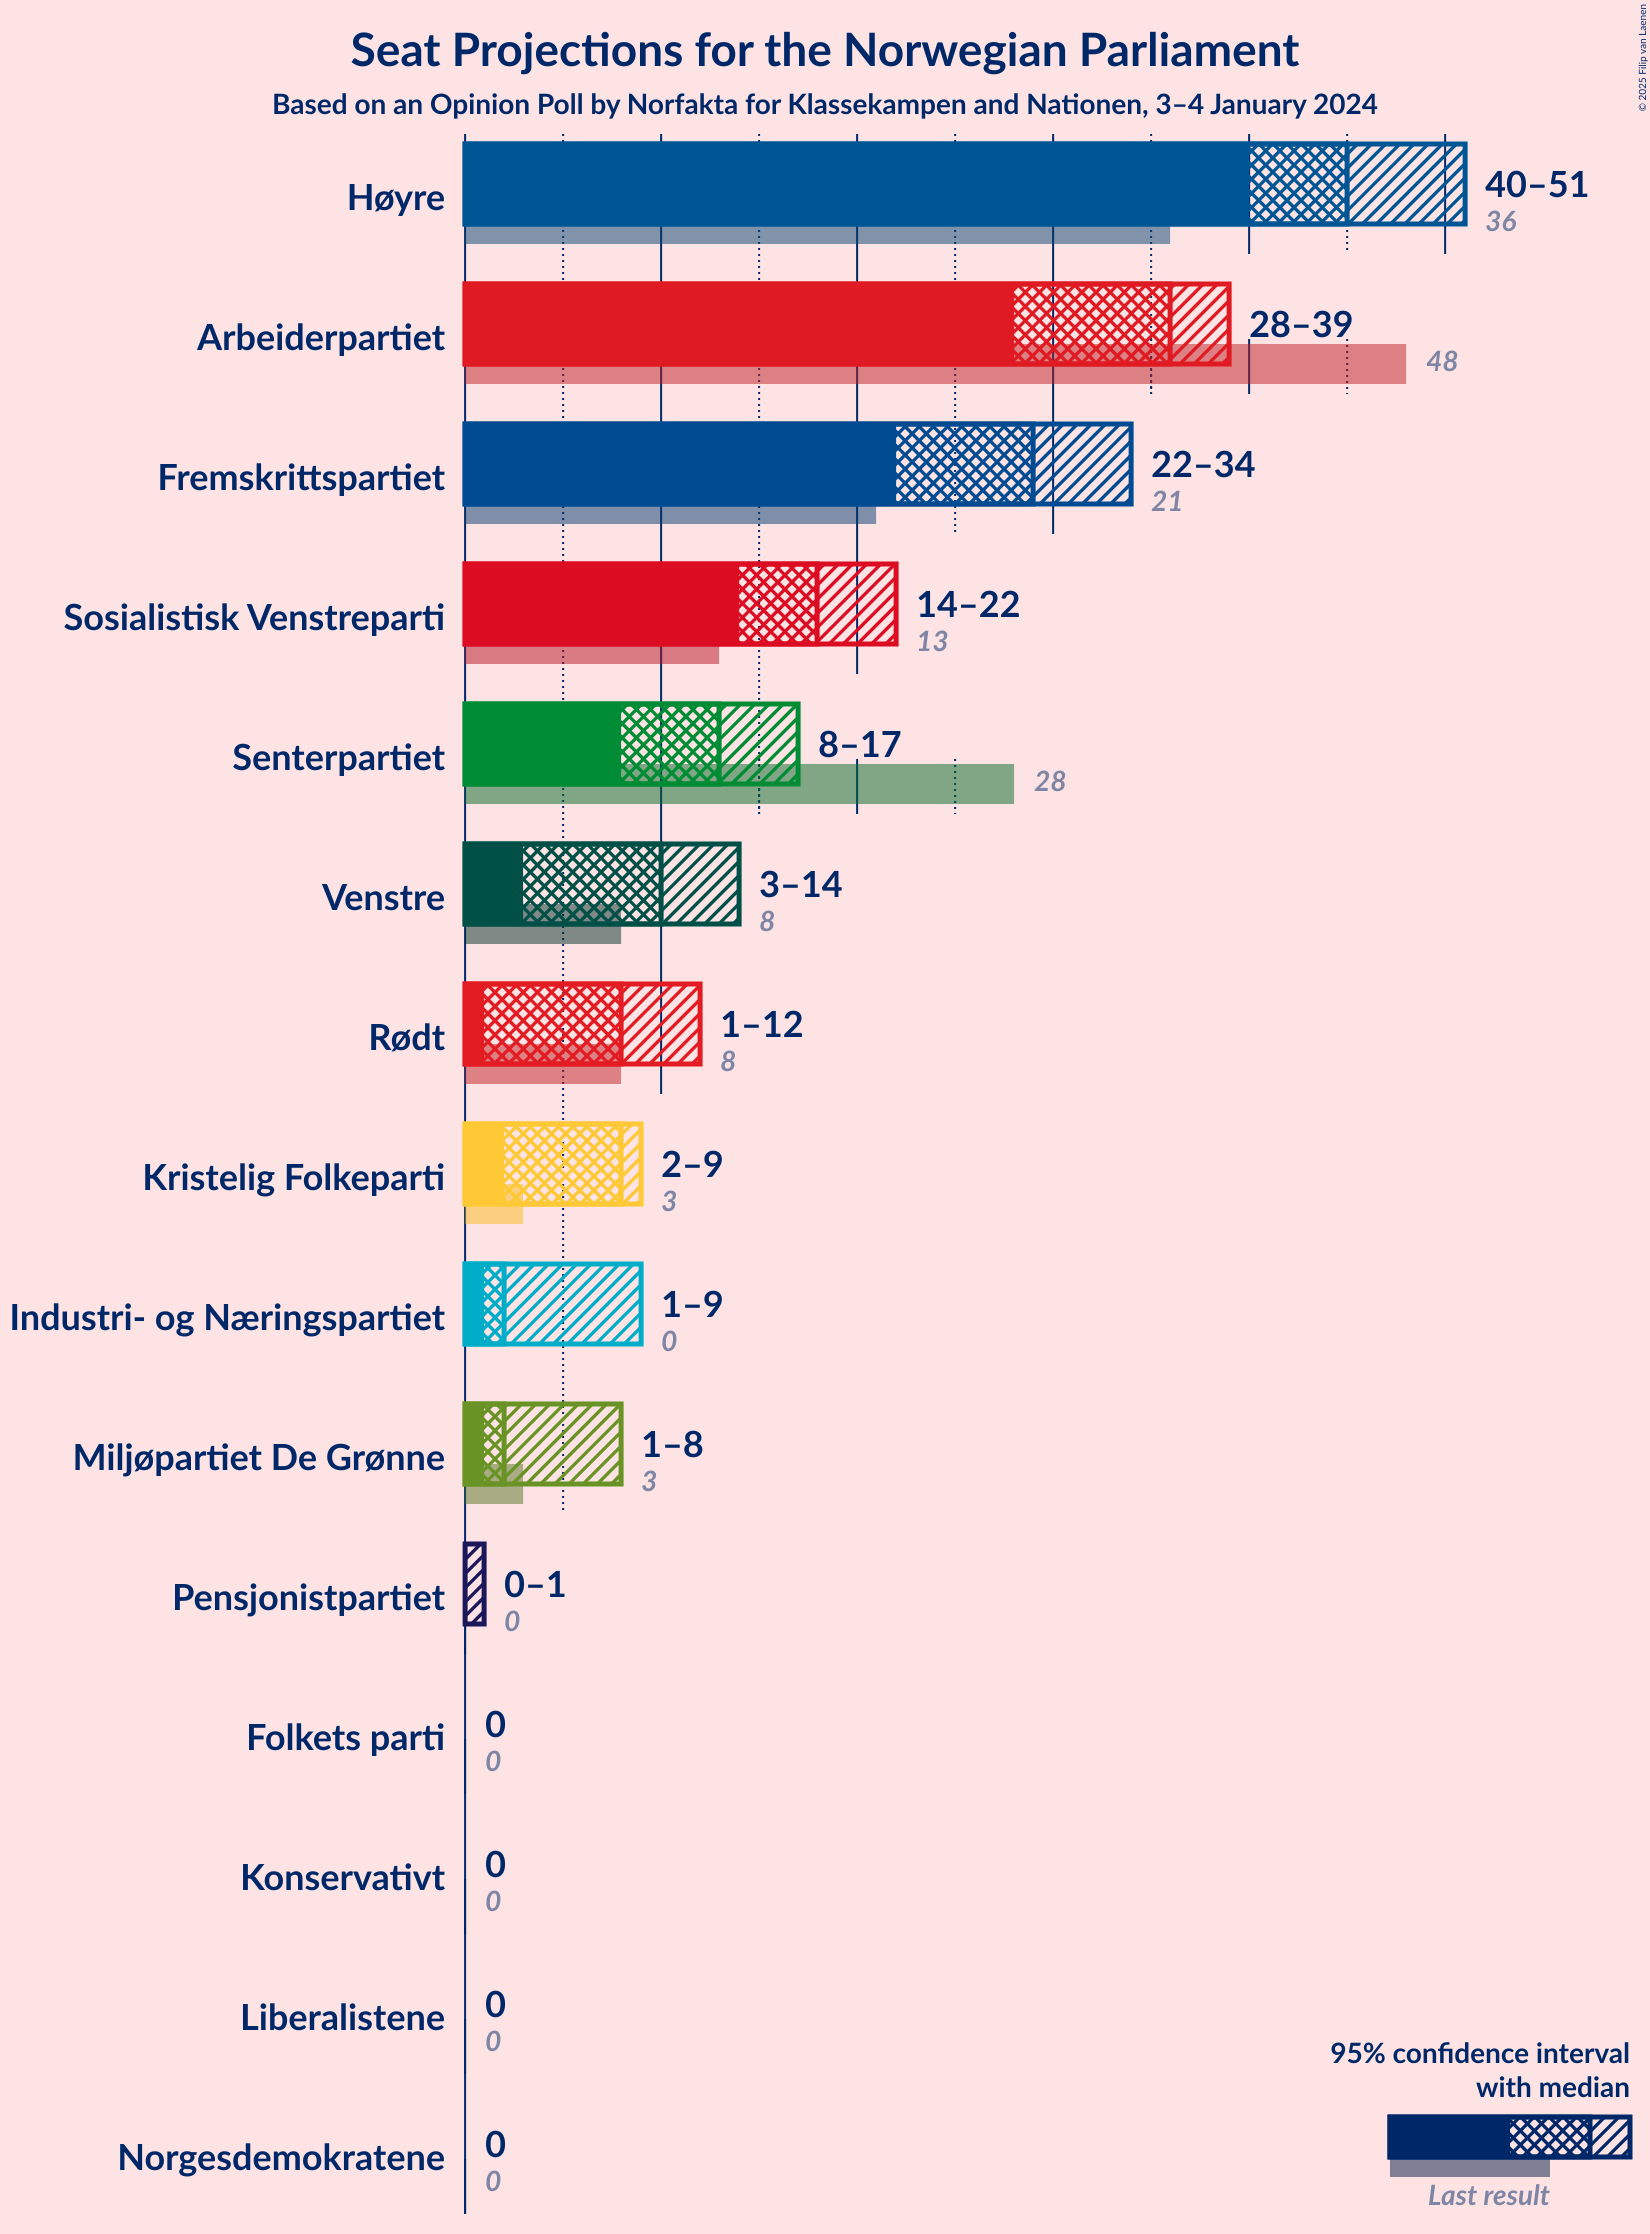 Seat Projections for the Norwegian Parliament
Based on an Opinion Poll by Norfakta for Klassekampen and Nationen, 3–4 January 2024
© 2025 Filip van Laenen
Høyre
40–51
36
Arbeiderpartiet
28–39
48
Fremskrittspartiet
22–34
21
Sosialistisk Venstreparti
14–22
13
Senterpartiet
8–17
28
Venstre
3–14
8
Rødt
1–12
8
Kristelig Folkeparti
2–9
3
Industri- og Næringspartiet
1–9
0
Miljøpartiet De Grønne
1–8
3
Pensjonistpartiet
0–1
0
Folkets parti
0
0
Konservativt
0
0
Liberalistene
0
0
Norgesdemokratene
0
0
95% confidence interval
with median
Last result